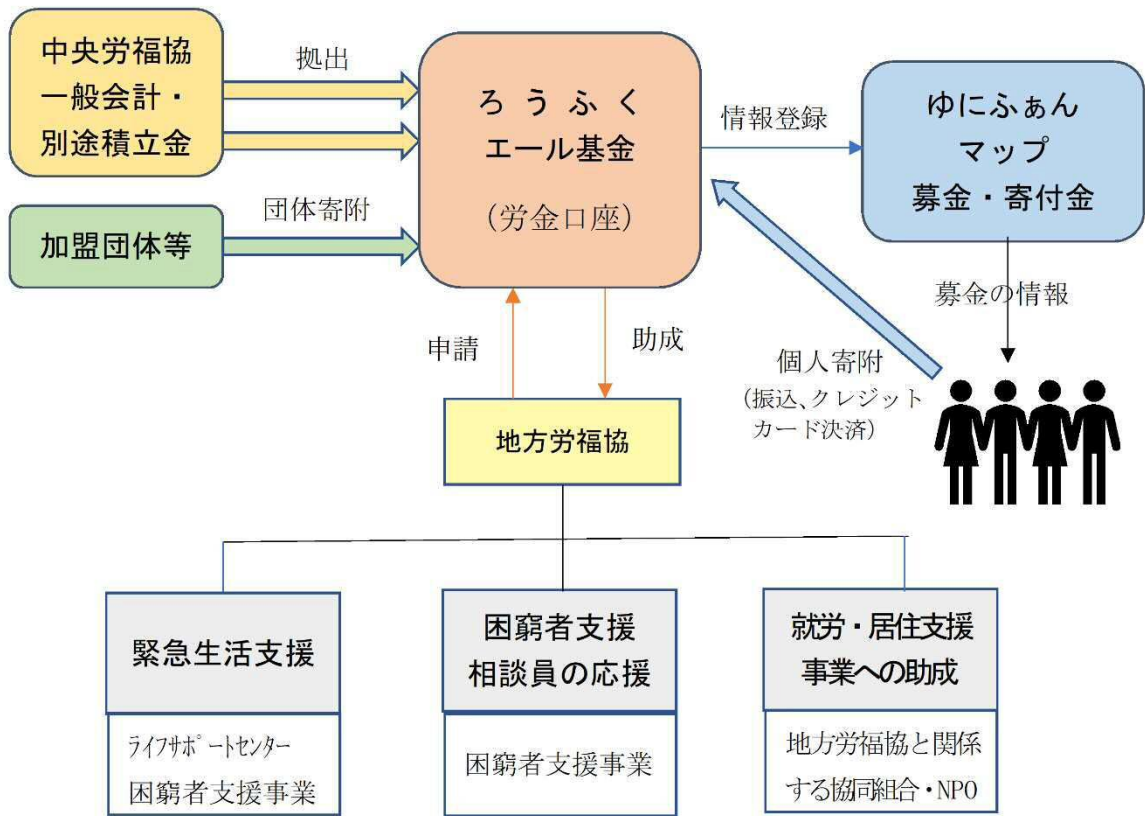 中央労福協
一般会計・
別途積立金
拠出
ろうふく
エール基金
（労金口座）
情報登録
ゆにふぁん
マップ
募金・寄付金
加盟団体等
団体寄附
募金の情報
申請
助成
個人寄附
（振込、クレジット
カード決済）
地方労福協
緊急生活支援
ﾗｲﾌｻﾎﾟｰﾄｾﾝﾀｰ
困窮者支援事業
困窮者支援
相談員の応援
困窮者支援事業
就労・居住支援
事業への助成
地方労福協と関係
する協同組合・NPO